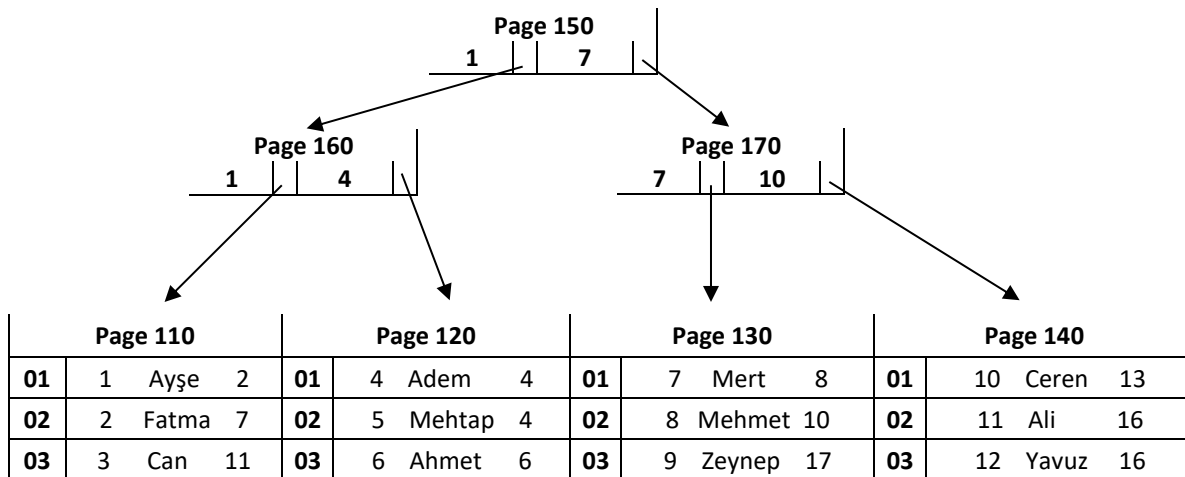 Page 150
1 7
Page 160 Page 170
1 4 7 10
Page 110 Page 120 Page 130 Page 140
01 1 Ayşe 2 01 4 Adem 4 01 7 Mert 8 01 10 Ceren 13
02 2 Fatma 7 02 5 Mehtap 4 02 8 Mehmet 10 02 11 Ali 16
03 3 Can 11 03 6 Ahmet 6 03 9 Zeynep 17 03 12 Yavuz 16